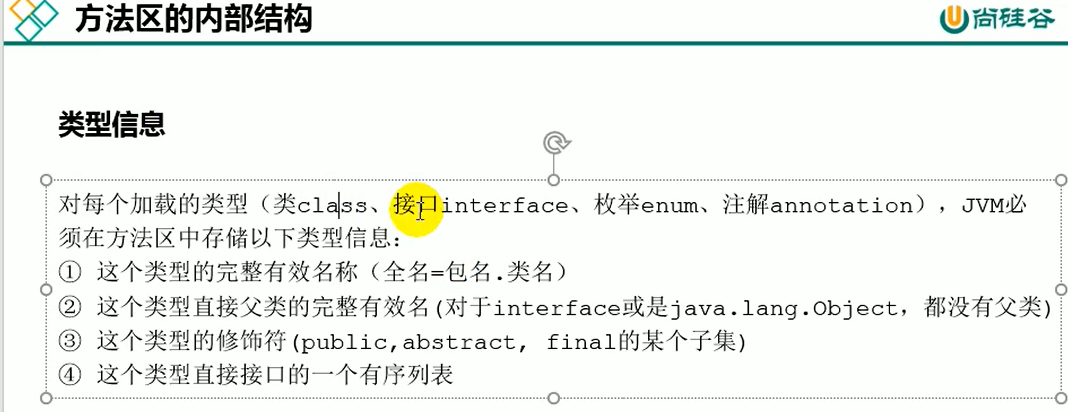 方法区的内部结构
尚硅谷
类型信息
对每个加载的类型（类class、接口interface、枚举enum、注解annotation），JVM必
须在方法区中存储以下类型信息：
① 这个类型的完整有效名称（全名=包名.类名）
② 这个类型直接父类的完整有效名(对于interface或是java.lang.Object，都没有父类)
③ 这个类型的修饰符(public,abstract, final的某个子集)
④ 这个类型直接接口的一个有序列表